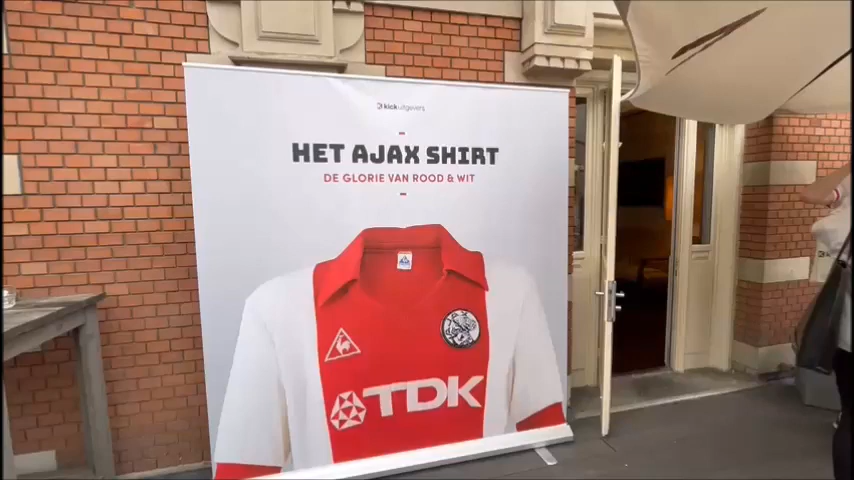 kick uitgevers
HET AJAX SHIRT
DE GLORIE VAN ROOD & WIT
TDK